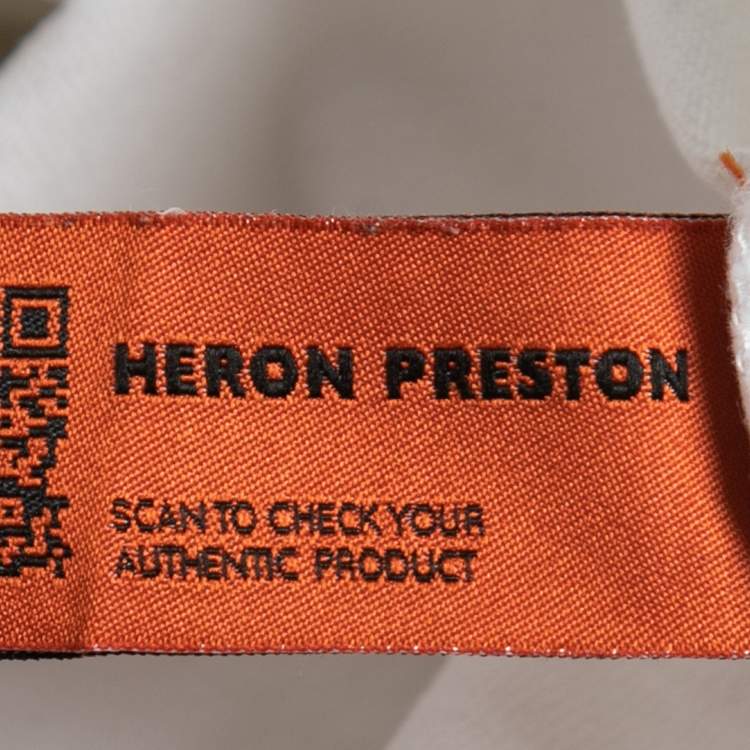 HERON PRESTON
SCAN TO CHECK YOUR
AUTHENTIC PRODUCT